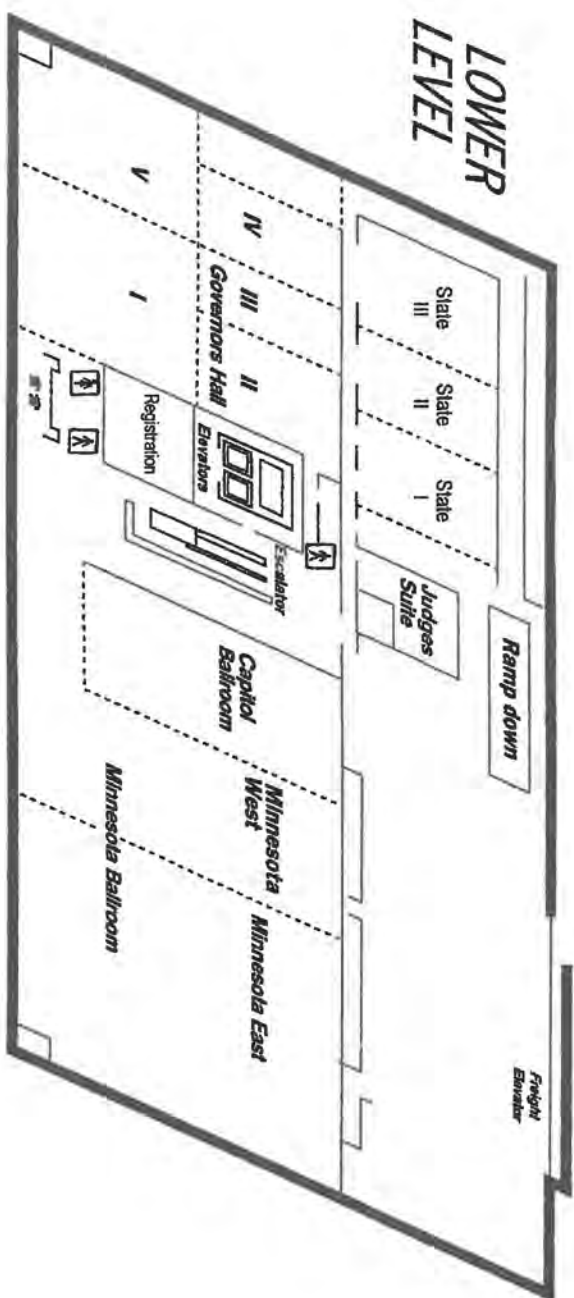 LOWER
LEVEL
State
III
State
II
State
I
Judges
Suite
Ramp down
Freight
Elevator
IV
III
II
Governors Hall
V
I
Elevators
Registration
Escalator
Capitol
Ballroom
Minnesota
West
Minnesota East
Minnesota Ballroom